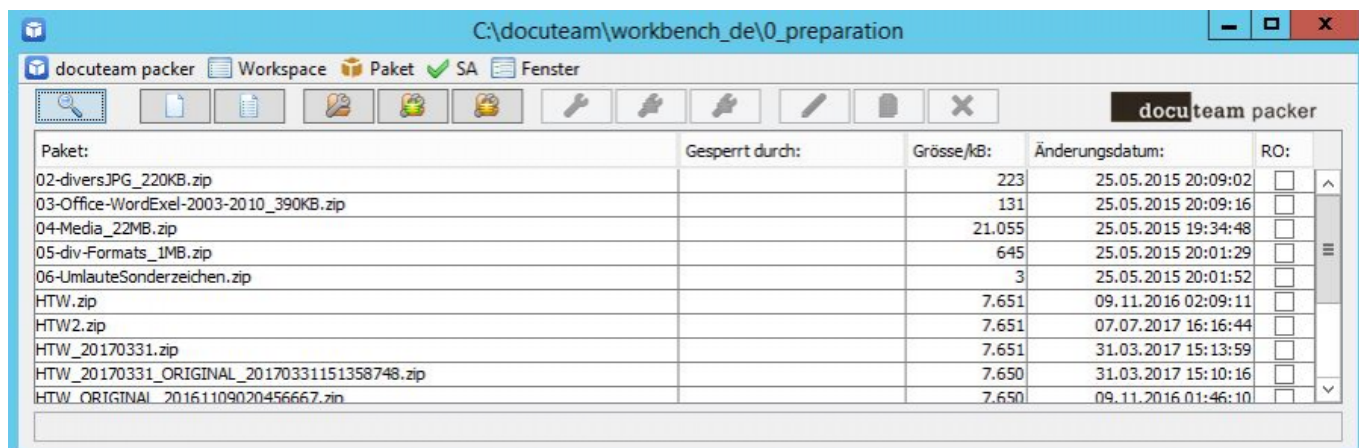 C:\docuteam\workbench_de\0_preparation
docuteam packer Workspace Paket SA Fenster
docuteam packer
Paket: Gesperrt durch: Grösse/kB: Änderungsdatum: RO:
02-diversJPG_220KB.zip 223 25.05.2015 20:09:02
03-Office-WordExel-2003-2010_390KB.zip 131 25.05.2015 20:09:16
04-Media_22MB.zip 21.055 25.05.2015 19:34:48
05-div-Formats_1MB.zip 645 25.05.2015 20:01:29
06-UmlauteSonderzeichen.zip 3 25.05.2015 20:01:52
HTW.zip 7.651 09.11.2016 02:09:11
HTW2.zip 7.651 07.07.2017 16:16:44
HTW_20170331.zip 7.651 31.03.2017 15:13:59
HTW_20170331_ORIGINAL_20170331151358748.zip 7.650 31.03.2017 15:10:16
HTW_ORIGINAL_20161109020456667.zip 7.650 09.11.2016 01:46:10